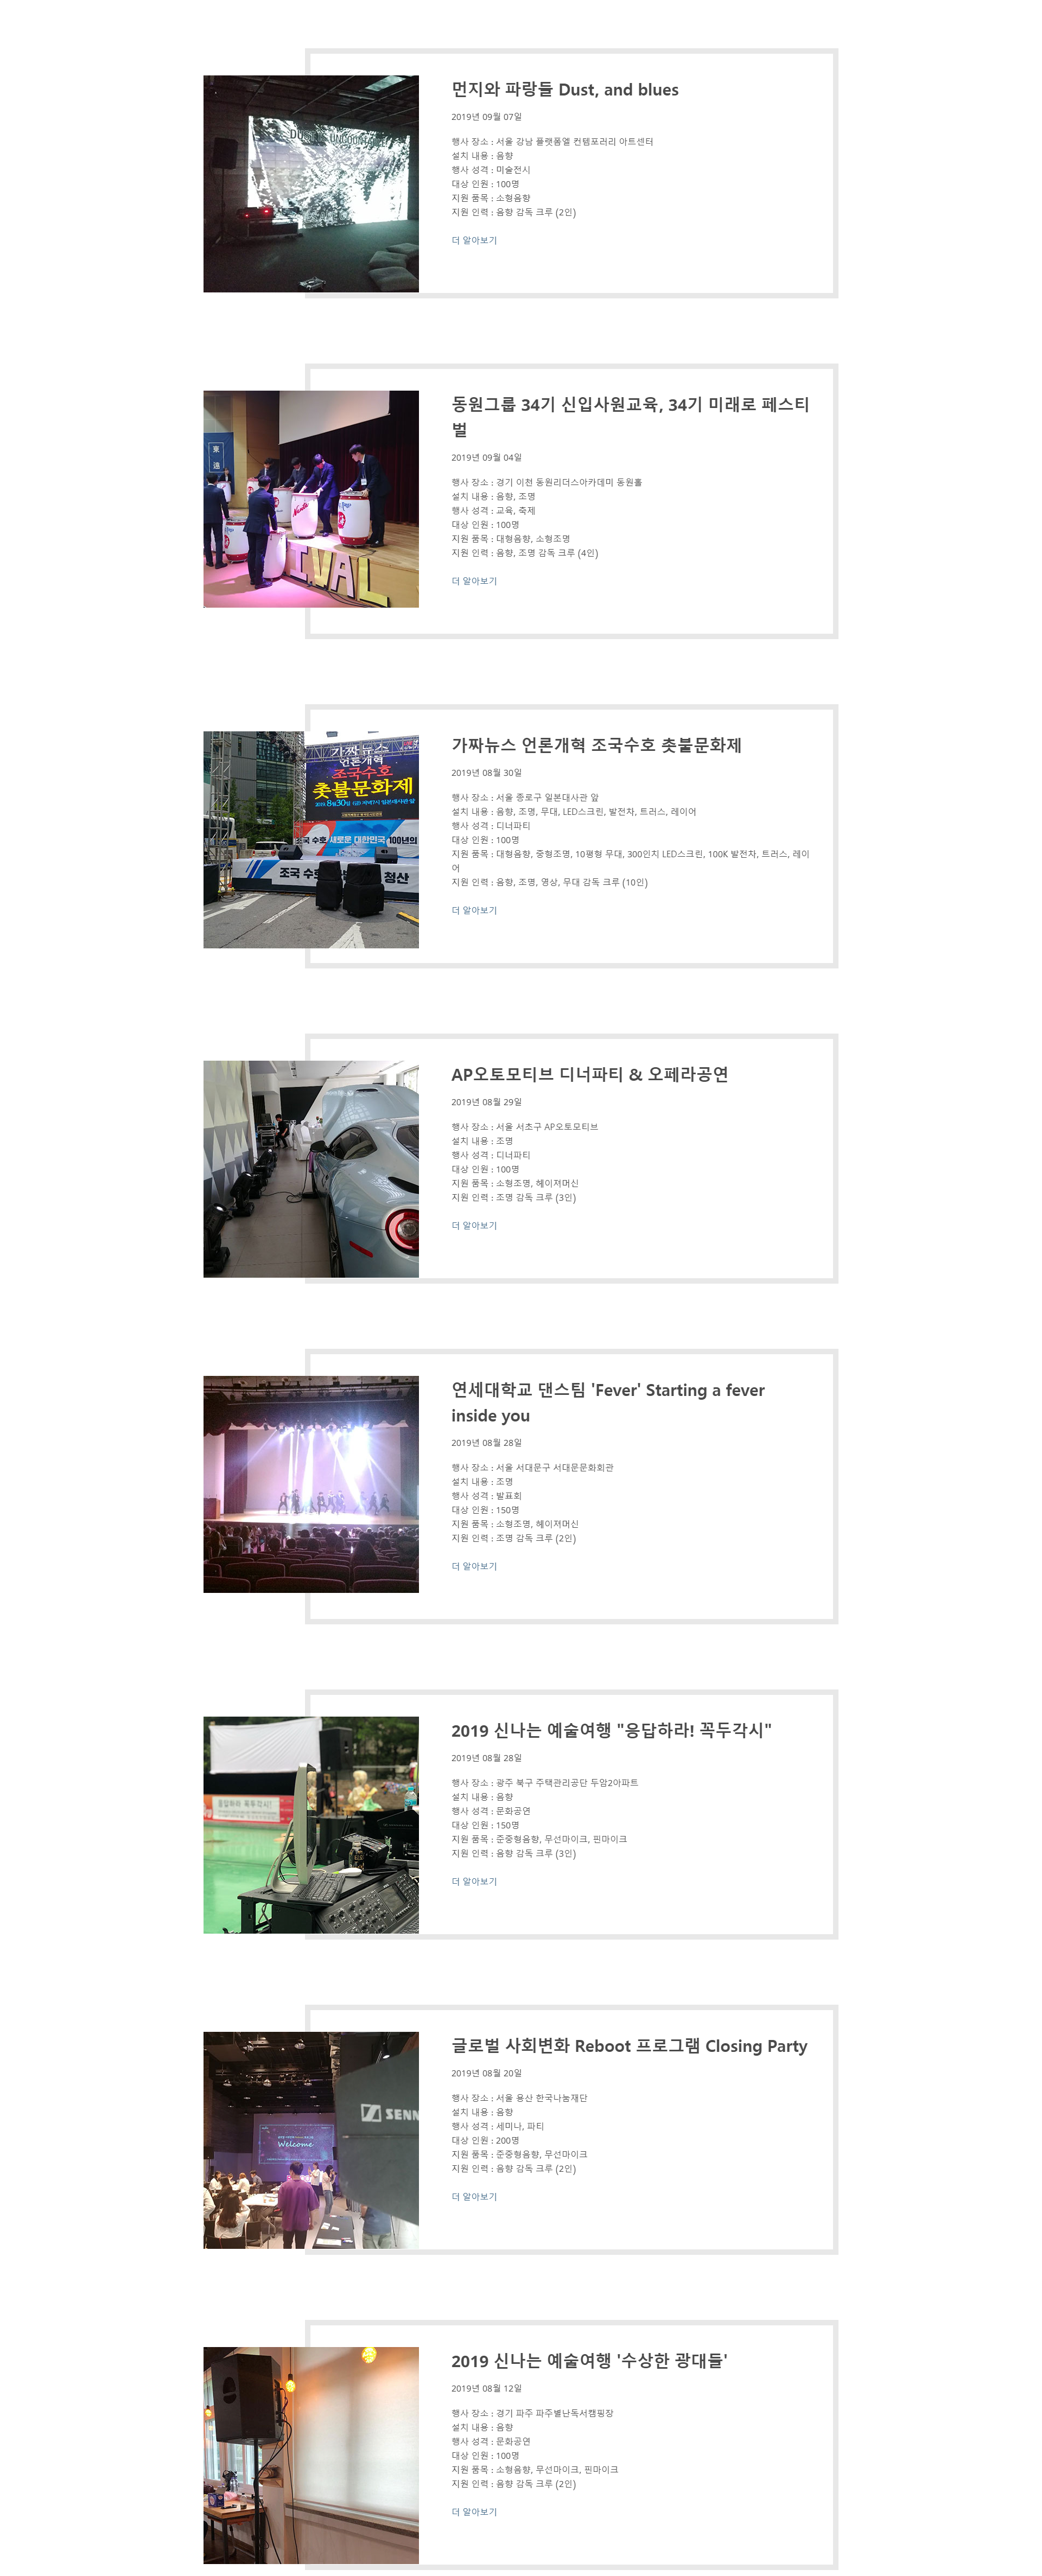 먼지와 파랑들 Dust, and blues
2019년 09월 07일
행사 장소 : 서울 강남 플랫폼엘 컨템포러리 아트센터
설치 내용 : 음향
행사 성격 : 미술전시
대상 인원 : 100명
지원 품목 : 소형음향
지원 인력 : 음향 감독 크루 (2인)
더 알아보기
동원그룹 34기 신입사원교육, 34기 미래로 페스티
벌
2019년 09월 04일
행사 장소 : 경기 이천 동원리더스아카데미 동원홀
설치 내용 : 음향, 조명
행사 성격 : 교육, 축제
대상 인원 : 100명
지원 품목 : 대형음향, 소형조명
지원 인력 : 음향, 조명 감독 크루 (4인)
더 알아보기
가짜뉴스
언론개혁
조국수호
촛불문화제
가짜뉴스 언론개혁 조국수호 촛불문화제
2019년 08월 30일
행사 장소 : 서울 종로구 일본대사관 앞
설치 내용 : 음향, 조명, 무대, LED스크린, 발전차, 트러스, 레이어
행사 성격 : 디너파티
대상 인원 : 100명
지원 품목 : 대형음향, 중형조명, 10평형 무대, 300인치 LED스크린, 100K 발전차, 트러스, 레이
어
지원 인력 : 음향, 조명, 영상, 무대 감독 크루 (10인)
더 알아보기
AP오토모티브 디너파티 & 오페라공연
2019년 08월 29일
행사 장소 : 서울 서초구 AP오토모티브
설치 내용 : 조명
행사 성격 : 디너파티
대상 인원 : 100명
지원 품목 : 소형조명, 헤이져머신
지원 인력 : 조명 감독 크루 (3인)
더 알아보기
연세대학교 댄스팀 'Fever' Starting a fever
inside you
2019년 08월 28일
행사 장소 : 서울 서대문구 서대문문화회관
설치 내용 : 조명
행사 성격 : 발표회
대상 인원 : 150명
지원 품목 : 소형조명, 헤이져머신
지원 인력 : 조명 감독 크루 (2인)
더 알아보기
2019 신나는 예술여행 "응답하라! 꼭두각시"
2019년 08월 28일
행사 장소 : 광주 북구 주택관리공단 두암2아파트
설치 내용 : 음향
행사 성격 : 문화공연
대상 인원 : 150명
지원 품목 : 준중형음향, 무선마이크, 핀마이크
지원 인력 : 음향 감독 크루 (3인)
더 알아보기
SENN
Welcome
글로벌 사회변화 Reboot 프로그램 Closing Party
2019년 08월 20일
행사 장소 : 서울 용산 한국나눔재단
설치 내용 : 음향
행사 성격 : 세미나, 파티
대상 인원 : 200명
지원 품목 : 준중형음향, 무선마이크
지원 인력 : 음향 감독 크루 (2인)
더 알아보기
2019 신나는 예술여행 '수상한 광대들'
2019년 08월 12일
행사 장소 : 경기 파주 파주별난독서캠핑장
설치 내용 : 음향
행사 성격 : 문화공연
대상 인원 : 100명
지원 품목 : 소형음향, 무선마이크, 핀마이크
지원 인력 : 음향 감독 크루 (2인)
더 알아보기